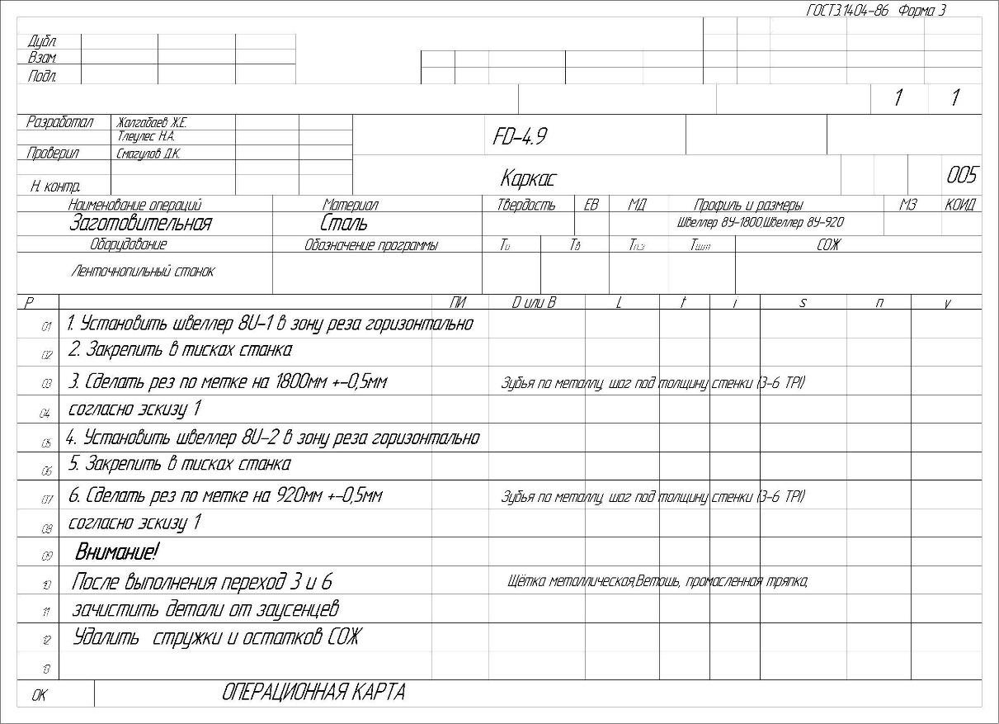 ГОСТ3.1404-86 Форма 3
Дубл.
Взам.
Подл.
1 1
Разработал Жалгабаев Ж.Е.
Тлеулес Н.А.
FD-4.9
Проверил Смагулов Д.К.
Каркас 005
Н. контр.
Наименование операций Материал Твердость ЕВ МД Профиль и размеры МЗ КОИД
Заготовительная Сталь Швеллер 8У-1800,Швеллер 8У-920
Оборудование Обозначение программы То Тв Тп.з Тшт СОЖ
Ленточнопильный станок
Р ПИ D или В L t i s n v
01 1. Установить швеллер 8U-1 в зону реза горизонтально
02 2. Закрепить в тисках станка
03 3. Сделать рез по метке на 1800мм +-0,5мм Зубья по металлу, шаг под толщину стенки (3-6 TPI)
04 согласно эскизу 1
05 4. Установить швеллер 8U-2 в зону реза горизонтально
06 5. Закрепить в тисках станка
07 6. Сделать рез по метке на 920мм +-0,5мм Зубья по металлу, шаг под толщину стенки (3-6 TPI)
08 согласно эскизу 1
09 Внимание!
10 После выполнения переход 3 и 6 Щётка металлическая,Ветошь, промасленная тряпка,
11 зачистить детали от заусенцев
12 Удалить стружки и остатков СОЖ
13
ОК ОПЕРАЦИОННАЯ КАРТА